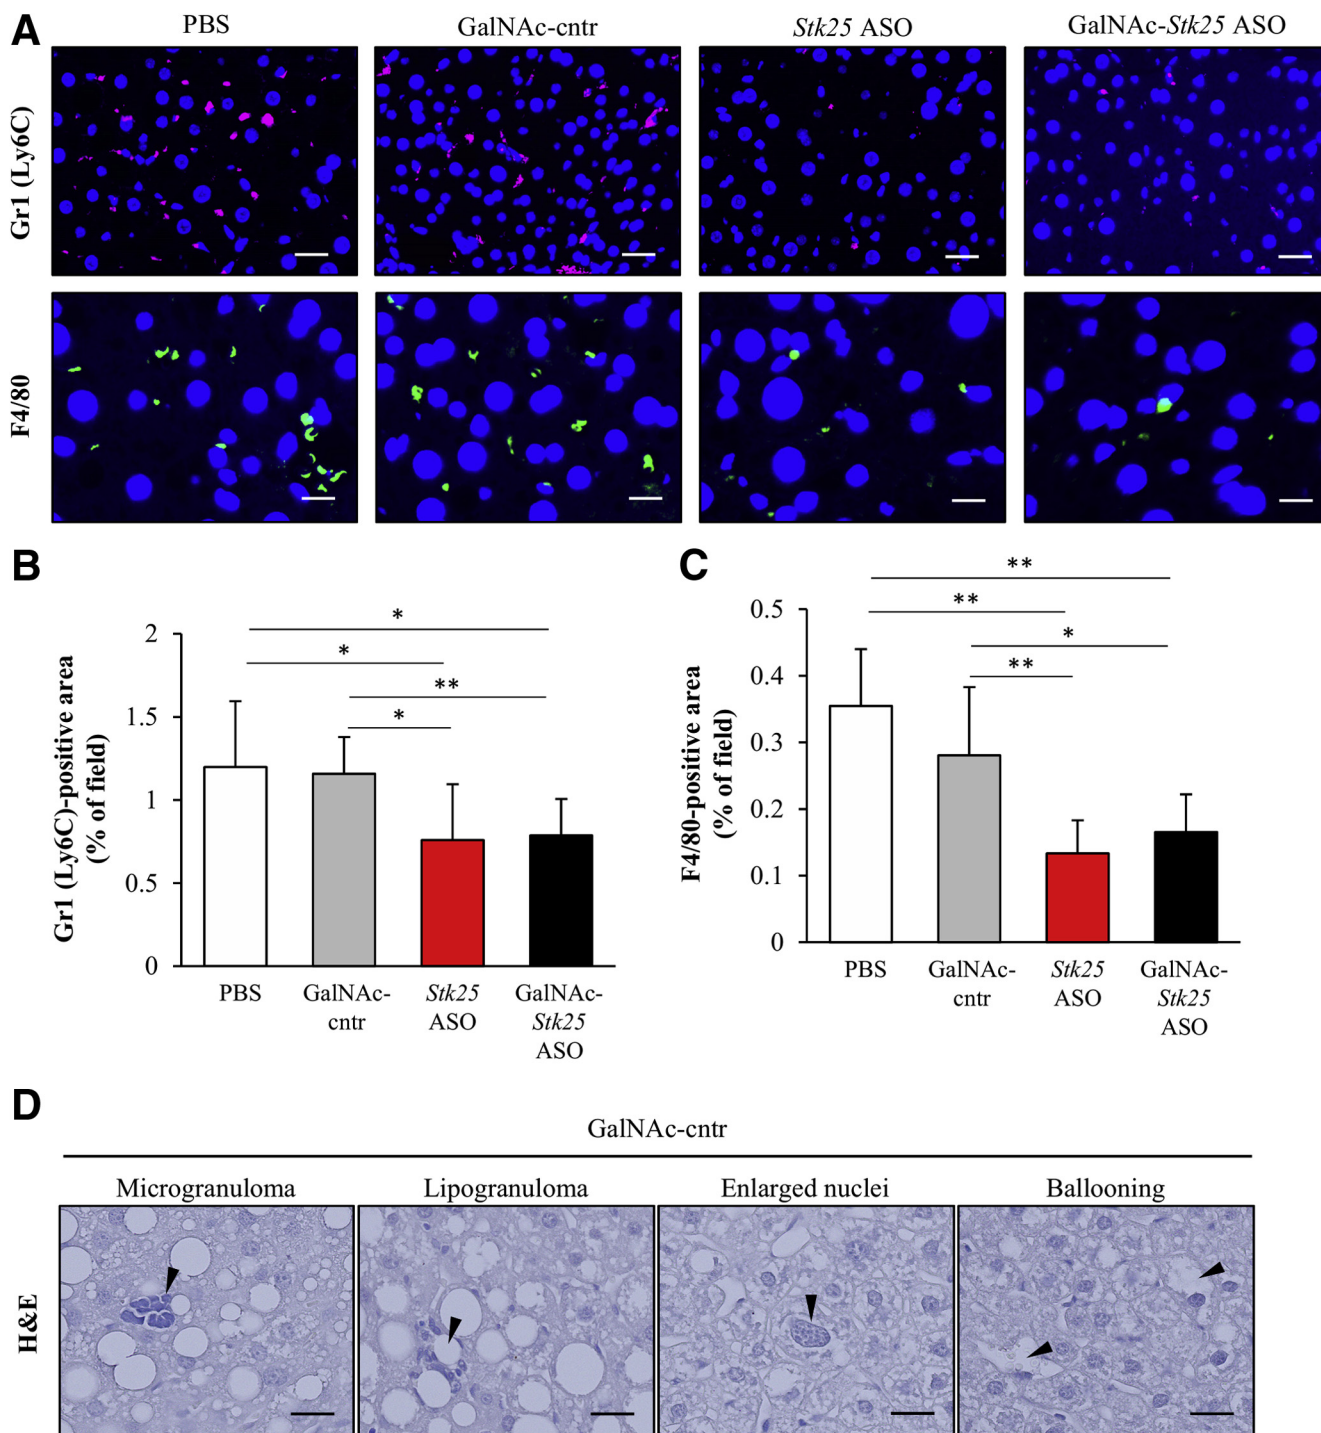 A
PBS
GalNAc-cntr
Stk25 ASO
GalNAc-Stk25 ASO
Gr1 (Ly6C)
F4/80
B
Gr1 (Ly6C)-positive area
(% of field)
2
1.5
1
0.5
0
*
*
**
*
PBS
GalNAc-
cntr
Stk25
ASO
GalNAc-
Stk25
ASO
C
F4/80-positive area
(% of field)
0.5
0.4
0.3
0.2
0.1
0
**
**
*
**
PBS
GalNAc-
cntr
Stk25
ASO
GalNAc-
Stk25
ASO
D
GalNAc-cntr
Microgranuloma
Lipogranuloma
Enlarged nuclei
Ballooning
H&E